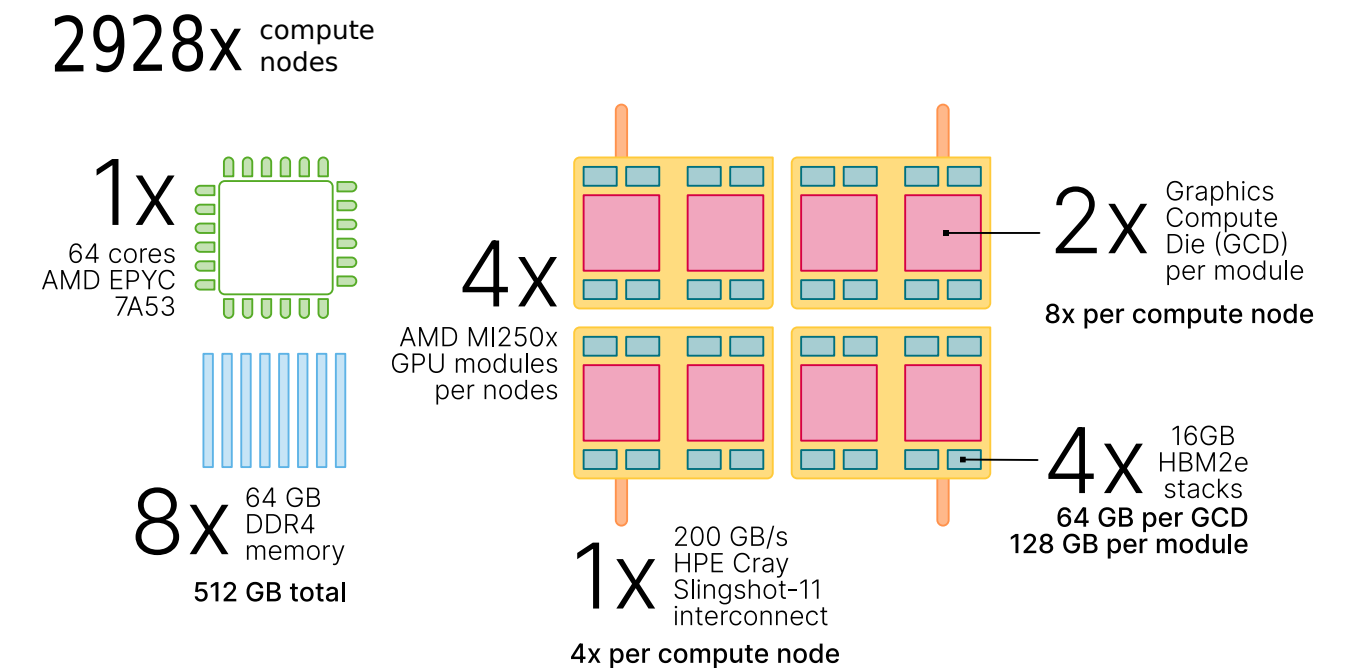 2928x compute
nodes
1x
64 cores
AMD EPYC
7A53
8x
64 GB
DDR4
memory
512 GB total
4x
AMD MI250x
GPU modules
per nodes
2x
Graphics
Compute
Die (GCD)
per module
8x per compute node
4x
16GB
HBM2e
stacks
64 GB per GCD
128 GB per module
1x
200 GB/s
HPE Cray
Slingshot-11
interconnect
4x per compute node